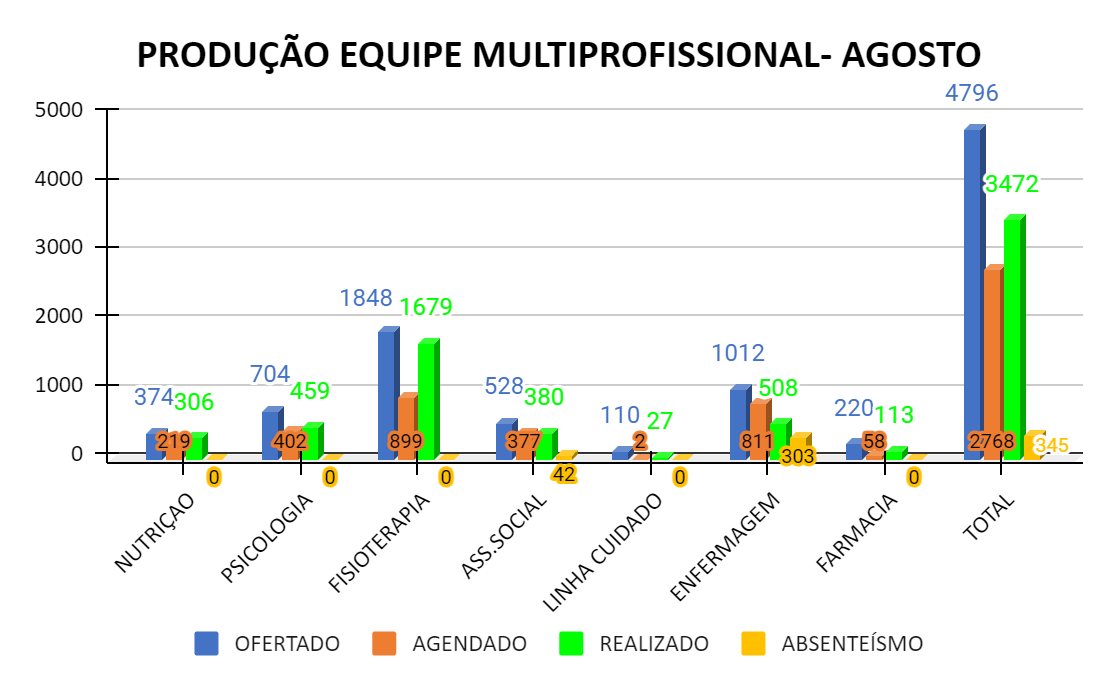 PRODUÇÃO EQUIPE MULTIPROFISSIONAL- AGOSTO
5000
4000
3000
2000
1000
0
374 219 306 0
704 402 459 0
1848 899 1679 0
528 377 380 42
110 2 27 0
1012 811 508 303
220 58 113 0
4796 2768 3472 345
NUTRIÇAO
PSICOLOGIA
FISIOTERAPIA
ASS.SOCIAL
LINHA CUIDADO
ENFERMAGEM
FARMACIA
TOTAL
OFERTADO AGENDADO REALIZADO ABSENTEÍSMO